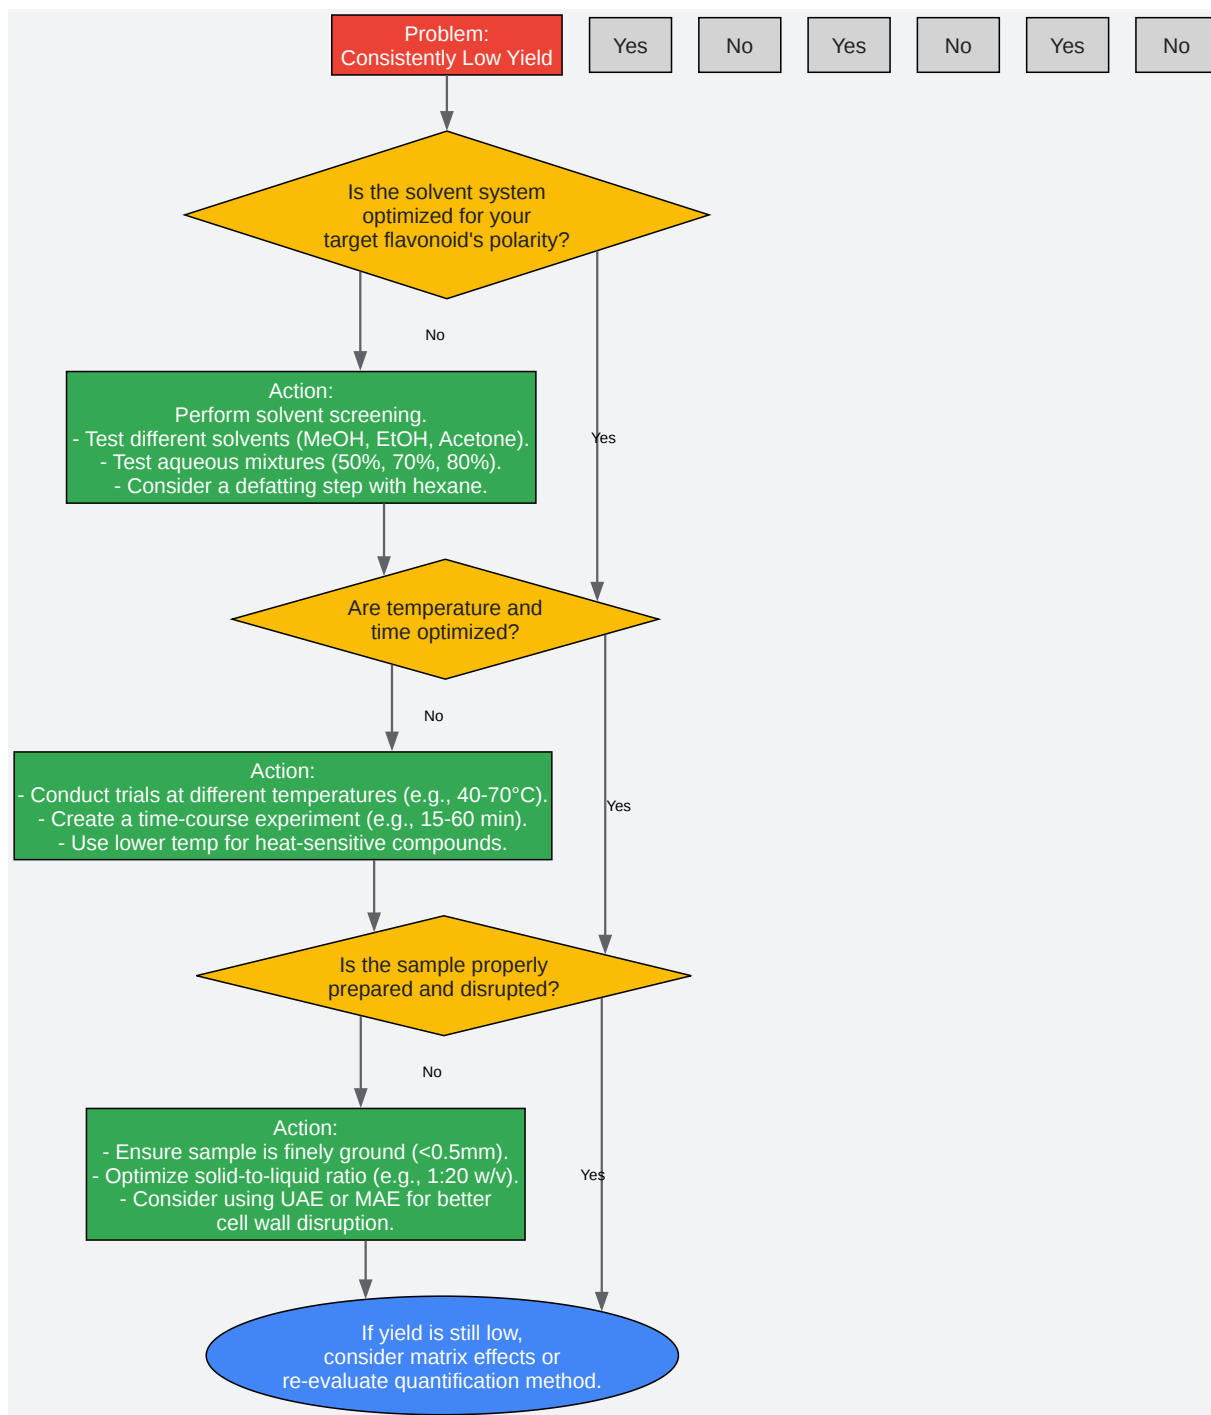 Problem:
Consistently Low Yield
Yes
No
Yes
No
Yes
No
Is the solvent system
optimized for your
target flavonoid's polarity?
No
Action:
Perform solvent screening.
- Test different solvents (MeOH, EtOH, Acetone).
- Test aqueous mixtures (50%, 70%, 80%).
- Consider a defatting step with hexane.
Yes
Are temperature and
time optimized?
No
Action:
- Conduct trials at different temperatures (e.g., 40-70°C).
- Create a time-course experiment (e.g., 15-60 min).
- Use lower temp for heat-sensitive compounds.
Yes
Is the sample properly
prepared and disrupted?
No
Action:
- Ensure sample is finely ground (<0.5mm).
- Optimize solid-to-liquid ratio (e.g., 1:20 w/v).
- Consider using UAE or MAE for better
cell wall disruption.
Yes
If yield is still low,
consider matrix effects or
re-evaluate quantification method.